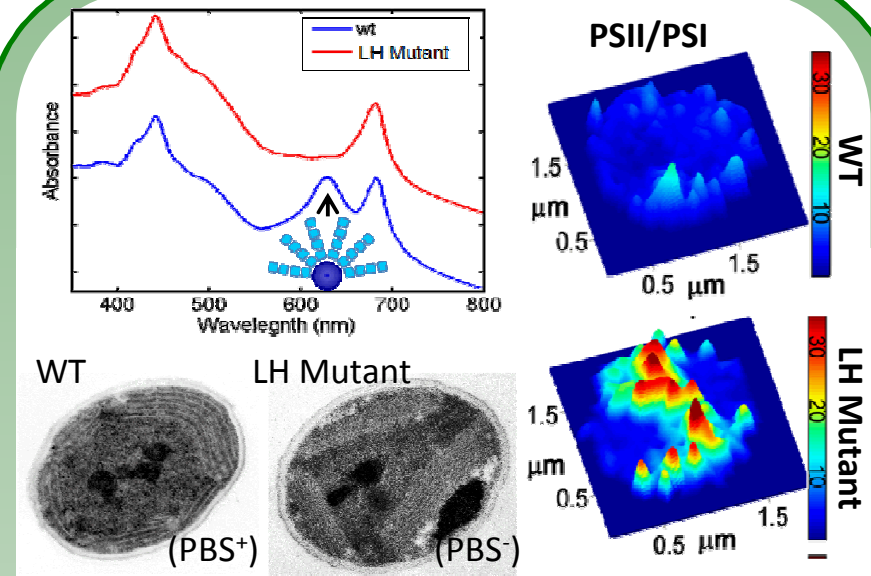 wt
LH Mutant
Absorbance
400 500 600 700 800
Wavelegnth (nm)
PSII/PSI
1.5
µm
0.5
0.5 µm 1.5
10 20 30
WT
1.5
µm
0.5
0.5 µm 1.5
10 20 30
LH Mutant
WT
(PBS⁺)
LH Mutant
(PBS⁻)